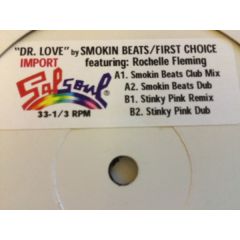 "DR. LOVE" by SMOKIN BEATS/FIRST CHOICE
IMPORT
featuring: Rochelle Fleming
Salsoul
33-1/3 RPM
A1. Smokin Beats Club Mix
A2. Smokin Beats Dub
B1. Stinky Pink Remix
B2. Stinky Pink Dub